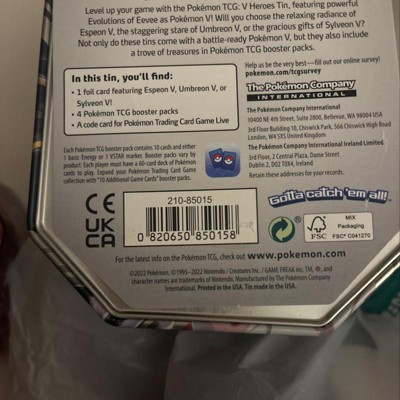 Level up your game with the Pokémon TCG: V Heroes Tin, featuring powerful
Evolutions of Eevee as Pokémon V! Will you choose the relaxing radiance of
Espeon V, the staggering stare of Umbreon V, or the gracious gifts of Sylveon V?
Not only do these tins come with a battle-ready Pokémon V, but they also include
a trove of treasures in Pokémon TCG booster packs.
In this tin, you'll find:
• 1 foil card featuring Espeon V, Umbreon V, or
Sylveon V!
• 4 Pokémon TCG booster packs
• A code card for Pokémon Trading Card Game Live
Help us be the very best—fill out our online survey!
pokemon.com/tcgsurvey
The Pokémon Company
INTERNATIONAL
The Pokémon Company International
10400 NE 4th Street, Suite 2800, Bellevue, WA 98004 USA
3rd Floor Building 10, Chiswick Park, 566 Chiswick High Road
London, W4 5XS United Kingdom
The Pokémon Company International Ireland Limited
3rd Floor, 2 Central Plaza, Dame Street
Dublin 2, D02 T0X4, Ireland
Retain these addresses for your records.
Each Pokémon TCG booster pack contains 10 cards and either
1 basic Energy or 1 VSTAR marker. Booster packs vary by
product. Each player must have a 60-card deck of Pokémon
cards to play. Expand your Pokémon Trading Card Game
collection with "10 Additional Game Cards" booster packs.
Gotta catch 'em all!
CE
UK
CA
210-85015
0 820650 850158
FSC
MIX
Packaging
FSC® C041270
For the latest info on the Pokémon TCG, check out www.pokemon.com
©2022 Pokémon. ©1995–2022 Nintendo / Creatures Inc. / GAME FREAK inc. TM, ®, and
character names are trademarks of Nintendo. Manufactured by The Pokémon Company
International. Printed in the USA. Tin made in the USA.